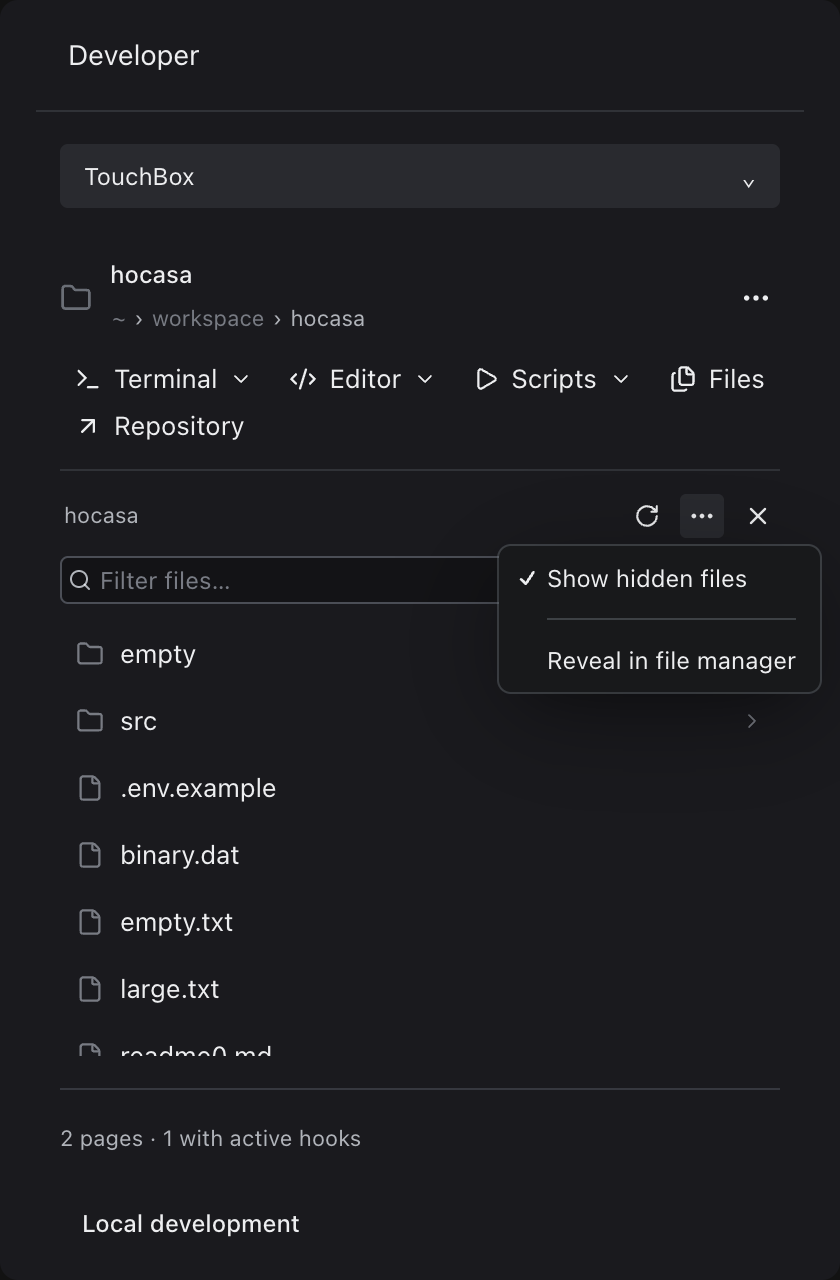 Developer
TouchBox
hocasa
~ › workspace › hocasa
Terminal Editor Scripts Files
Repository
hocasa
Filter files...
Show hidden files
Reveal in file manager
empty
src
.env.example
binary.dat
empty.txt
large.txt
readme0.md
2 pages · 1 with active hooks
Local development